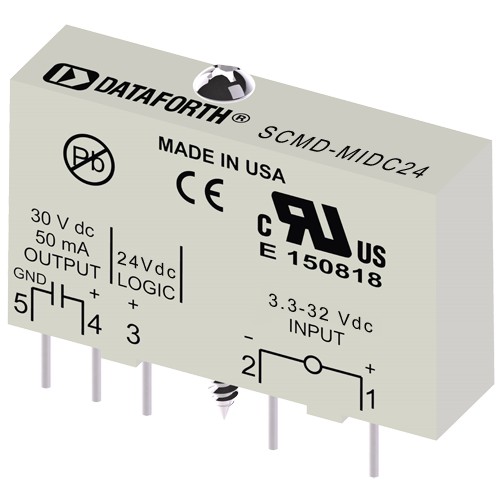 DATAFORTH® SCMD-MIDC24
Pb
MADE IN USA
CE
30 V dc
50 mA
OUTPUT
24Vdc
LOGIC
GND
5
+
4
+
3
C RU US
E 150818
3.3-32 Vdc
INPUT
-
2
+
1